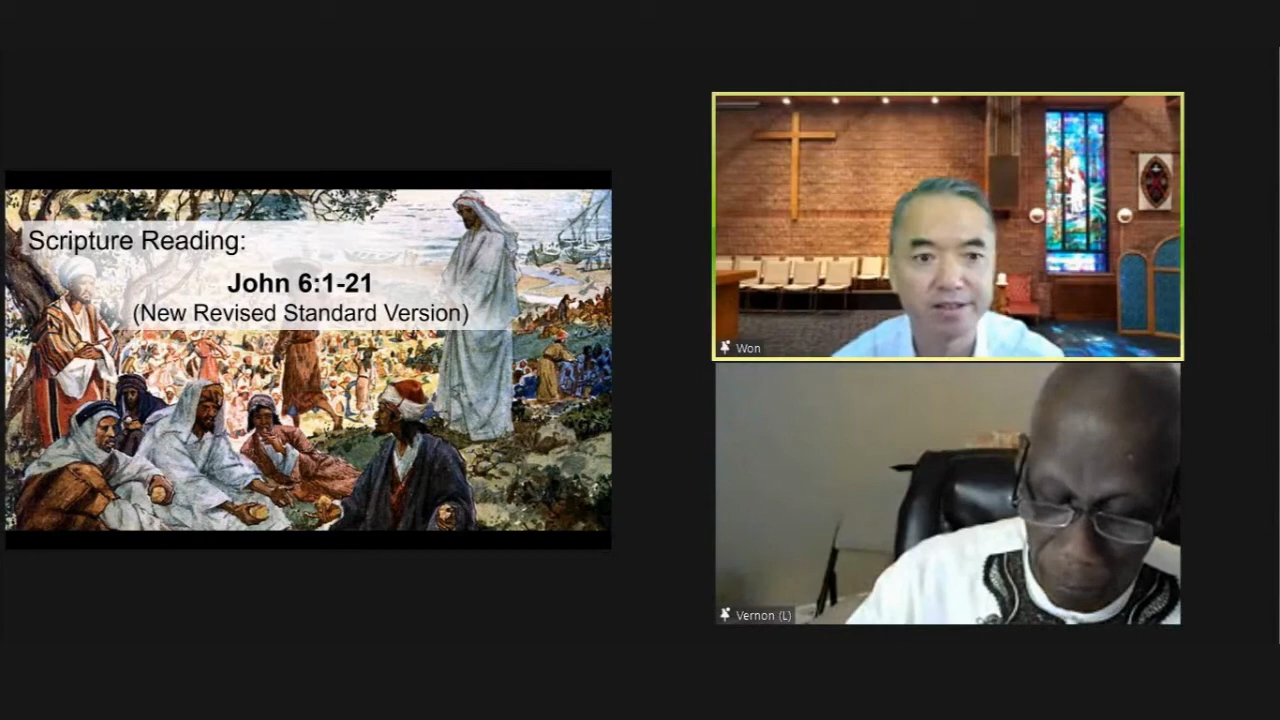 Scripture Reading:
John 6:1-21
(New Revised Standard Version)
Won
Vernon (L)